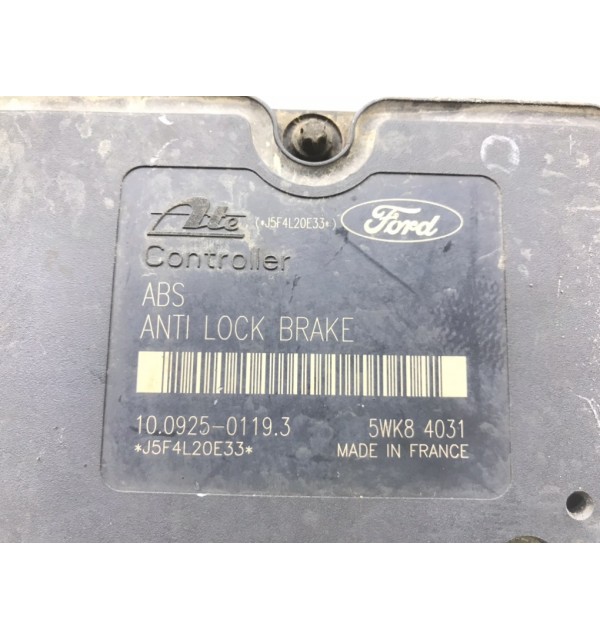 Ate (*J5F4L20E33*) Ford
Controller
ABS
ANTI LOCK BRAKE
10.0925-0119.3 5WK8 4031
*J5F4L20E33* MADE IN FRANCE